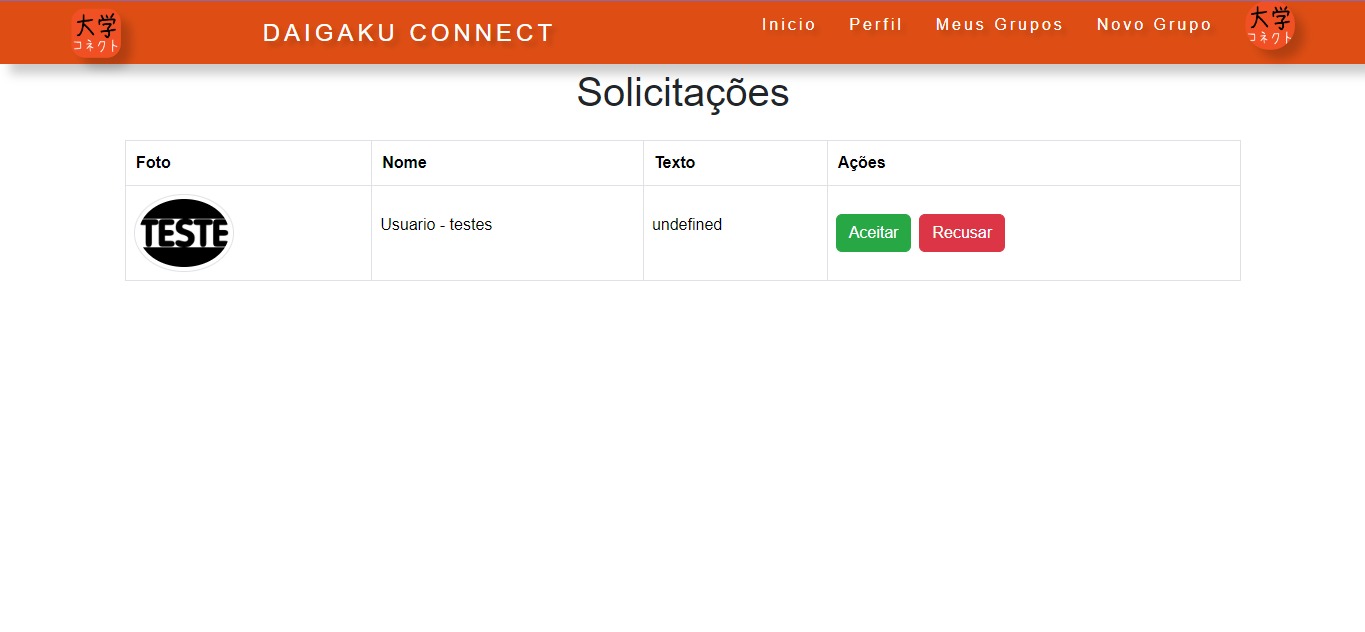 大学
コネクト
DAIGAKU CONNECT
Inicio Perfil Meus Grupos Novo Grupo
大学
コネクト
Solicitações
Foto Nome Texto Ações
TESTE Usuario - testes undefined Aceitar Recusar